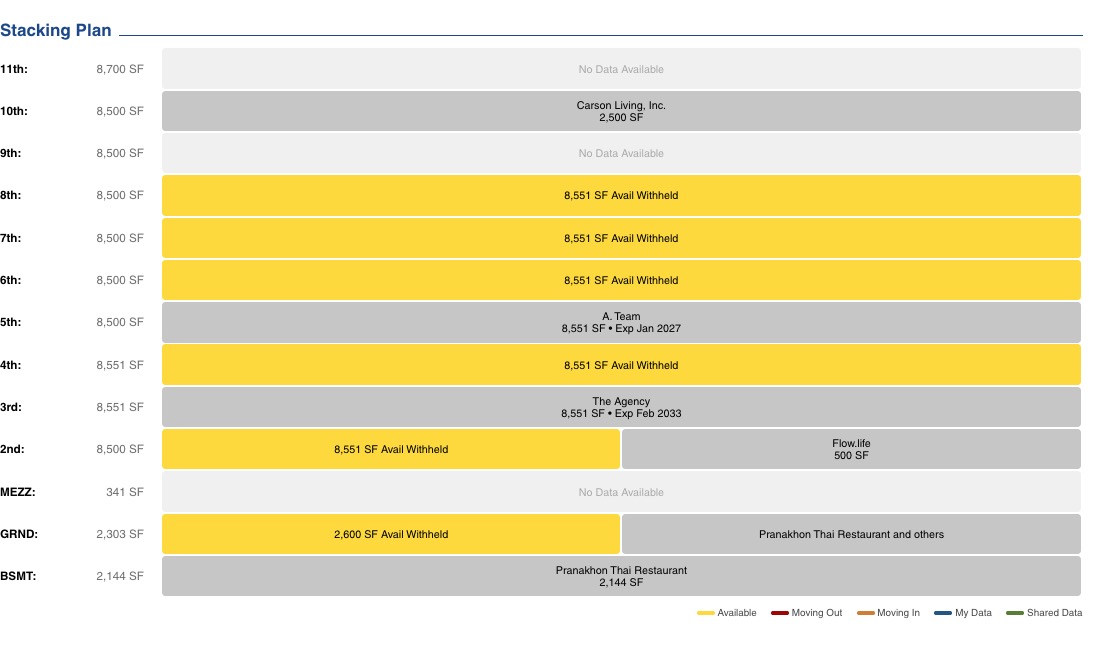 Stacking Plan
11th: 8,700 SF No Data Available
10th: 8,500 SF Carson Living, Inc.
2,500 SF
9th: 8,500 SF No Data Available
8th: 8,500 SF 8,551 SF Avail Withheld
7th: 8,500 SF 8,551 SF Avail Withheld
6th: 8,500 SF 8,551 SF Avail Withheld
5th: 8,500 SF A. Team
8,551 SF • Exp Jan 2027
4th: 8,551 SF 8,551 SF Avail Withheld
3rd: 8,551 SF The Agency
8,551 SF • Exp Feb 2033
2nd: 8,500 SF 8,551 SF Avail Withheld Flow.life
500 SF
MEZZ: 341 SF No Data Available
GRND: 2,303 SF 2,600 SF Avail Withheld Pranakhon Thai Restaurant and others
BSMT: 2,144 SF Pranakhon Thai Restaurant
2,144 SF
Available Moving Out Moving In My Data Shared Data